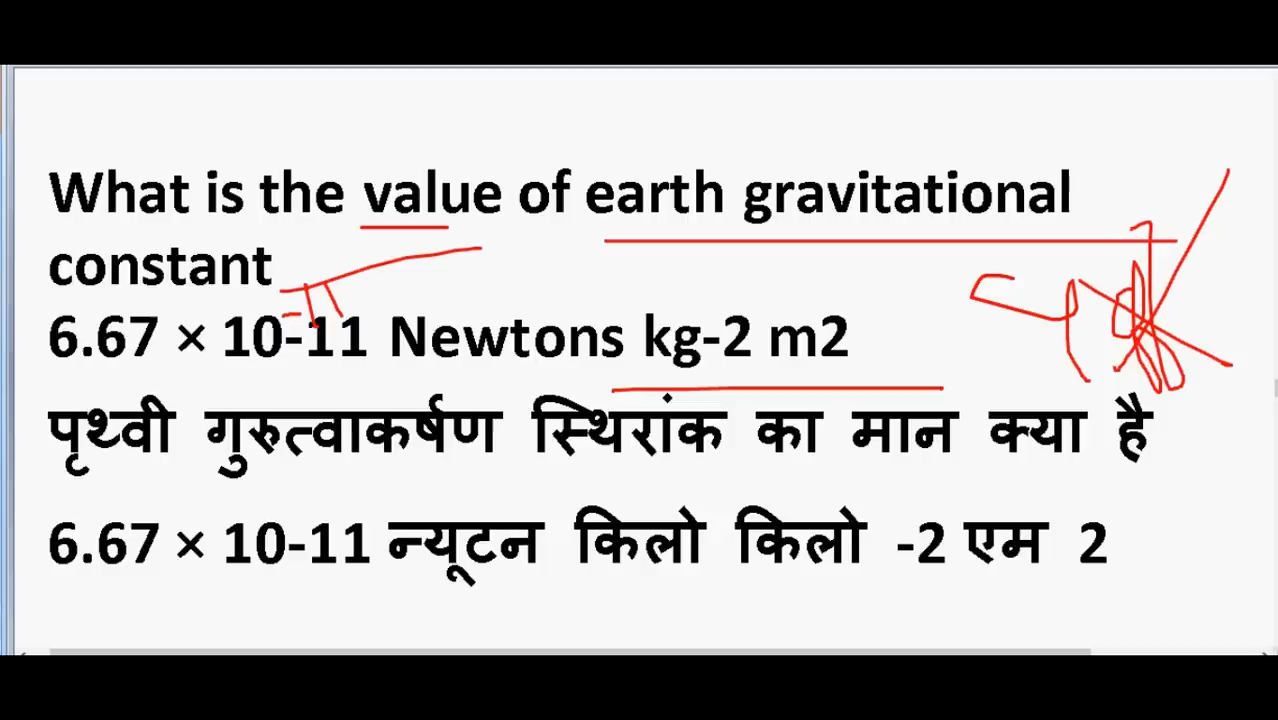 What is the value of earth gravitational
constant
6.67 × 10-11 Newtons kg-2 m2
पृथ्वी गुरुत्वाकर्षण स्थिरांक का मान क्या है
6.67 × 10-11 न्यूटन किलो किलो -2 एम 2